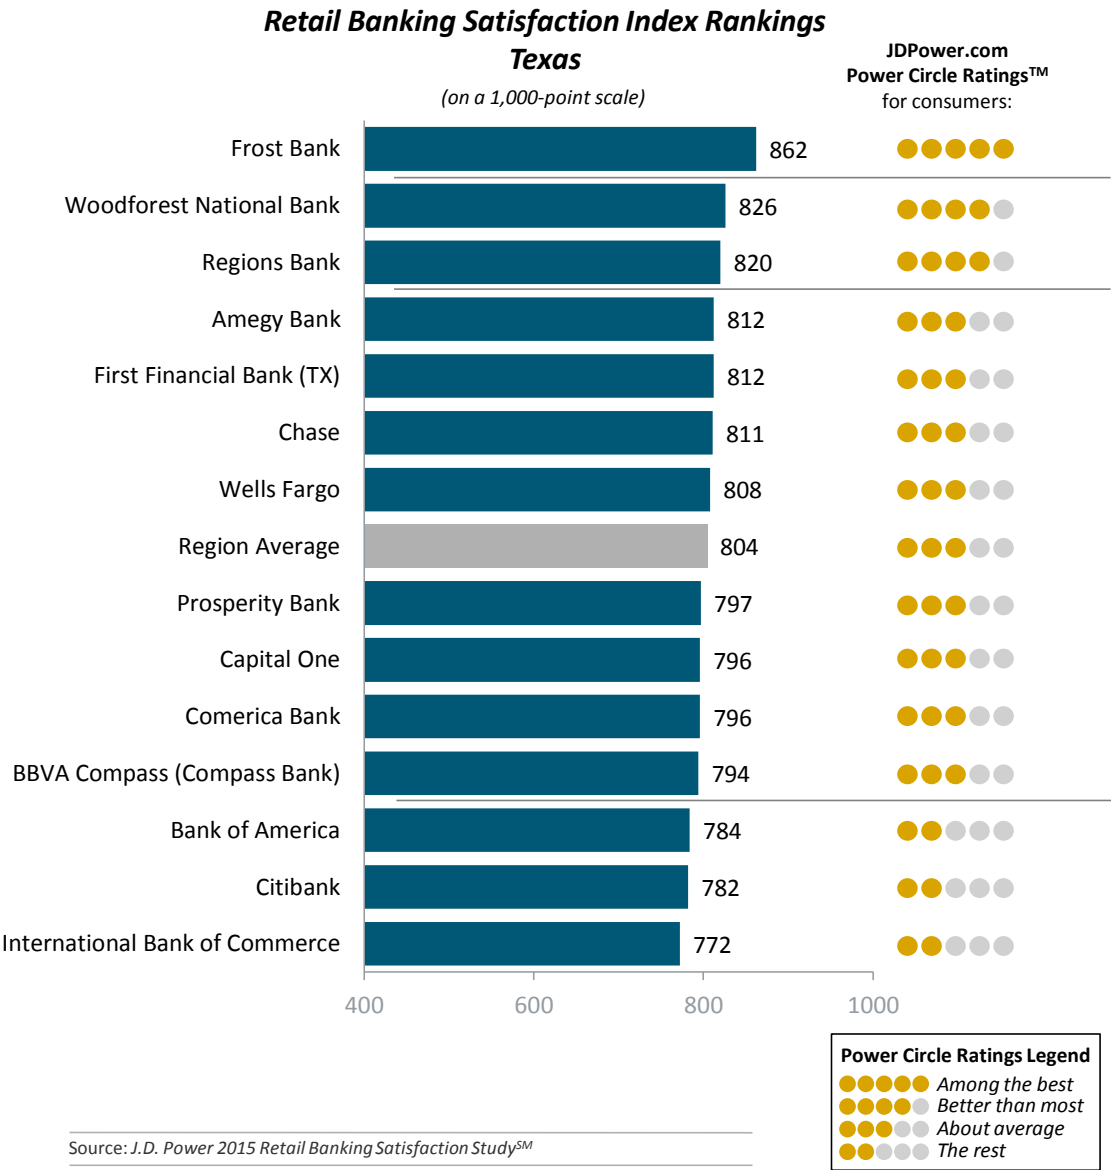 Retail Banking Satisfaction Index Rankings
Texas
(on a 1,000-point scale)
JDPower.com
Power Circle Ratings™
for consumers:
Frost Bank 862
Woodforest National Bank 826
Regions Bank 820
Amegy Bank 812
First Financial Bank (TX) 812
Chase 811
Wells Fargo 808
Region Average 804
Prosperity Bank 797
Capital One 796
Comerica Bank 796
BBVA Compass (Compass Bank) 794
Bank of America 784
Citibank 782
International Bank of Commerce 772
400 600 800 1000
Power Circle Ratings Legend
Among the best
Better than most
About average
The rest
Source: J.D. Power 2015 Retail Banking Satisfaction Study℠